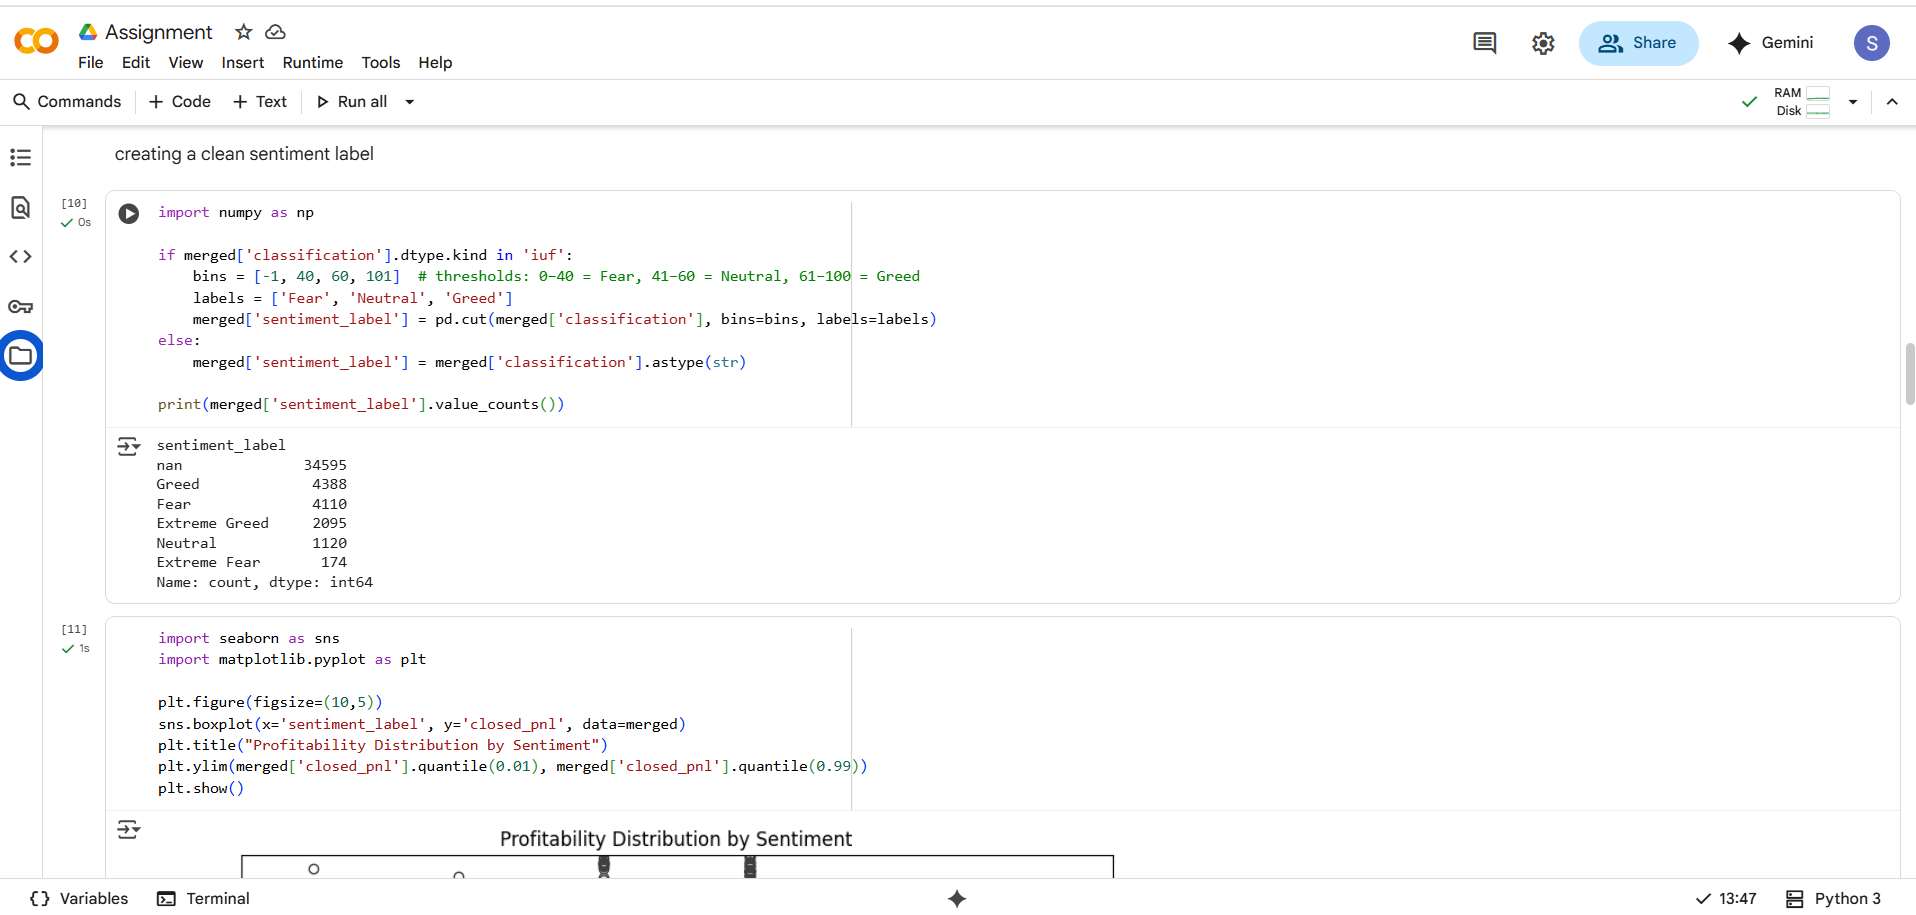 Assignment
File Edit View Insert Runtime Tools Help
Share
Gemini
S
Commands + Code + Text Run all
RAM
Disk
creating a clean sentiment label
[10]
0s
import numpy as np
if merged['classification'].dtype.kind in 'iuf':
    bins = [-1, 40, 60, 101]  # thresholds: 0–40 = Fear, 41–60 = Neutral, 61–100 = Greed
    labels = ['Fear', 'Neutral', 'Greed']
    merged['sentiment_label'] = pd.cut(merged['classification'], bins=bins, labels=labels)
else:
    merged['sentiment_label'] = merged['classification'].astype(str)
print(merged['sentiment_label'].value_counts())
sentiment_label
nan 34595
Greed 4388
Fear 4110
Extreme Greed 2095
Neutral 1120
Extreme Fear 174
Name: count, dtype: int64
[11]
1s
import seaborn as sns
import matplotlib.pyplot as plt
plt.figure(figsize=(10,5))
sns.boxplot(x='sentiment_label', y='closed_pnl', data=merged)
plt.title("Profitability Distribution by Sentiment")
plt.ylim(merged['closed_pnl'].quantile(0.01), merged['closed_pnl'].quantile(0.99))
plt.show()
Profitability Distribution by Sentiment
Variables Terminal 13:47 Python 3